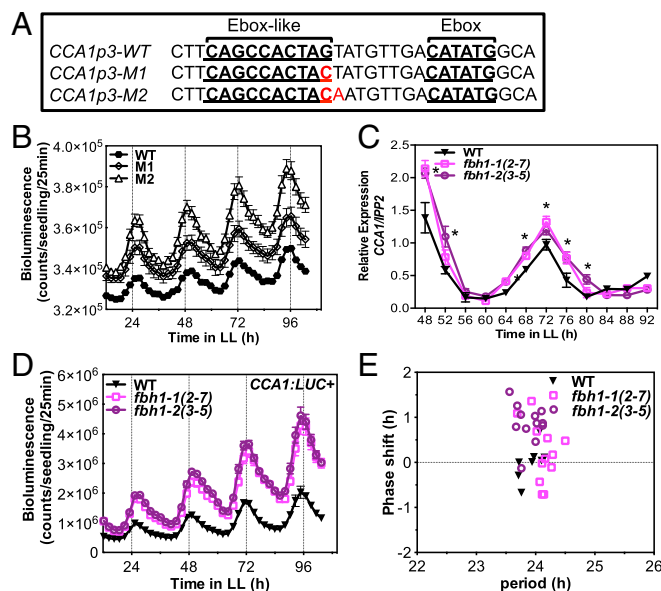 A
Ebox-like Ebox
CCA1p3-WT CTTCAGCCACTAGTATGTTGACATATGGCA
CCA1p3-M1 CTTCAGCCACTACTATGTTGACATATGGCA
CCA1p3-M2 CTTCAGCCACTACAATGTTGACATATGGCA
B
Bioluminescence
(counts/seedling/25min)
4.0×10⁵
3.8×10⁵
3.6×10⁵
3.4×10⁵
3.2×10⁵
WT
M1
M2
24 48 72 96
Time in LL (h)
C
Relative Expression
CCA1/IPP2
2.5
2.0
1.5
1.0
0.5
0.0
WT
fbh1-1(2-7)
fbh1-2(3-5)
* * * * * * *
48 52 56 60 64 68 72 76 80 84 88 92
Time in LL (h)
D
Bioluminescence
(counts/seedling/25min)
6×10⁶
5×10⁶
4×10⁶
3×10⁶
2×10⁶
1×10⁶
0
WT
fbh1-1(2-7)
fbh1-2(3-5)
CCA1:LUC+
24 48 72 96
Time in LL (h)
E
Phase shift (h)
2
1
0
-1
-2
WT
fbh1-1(2-7)
fbh1-2(3-5)
22 23 24 25 26
period (h)